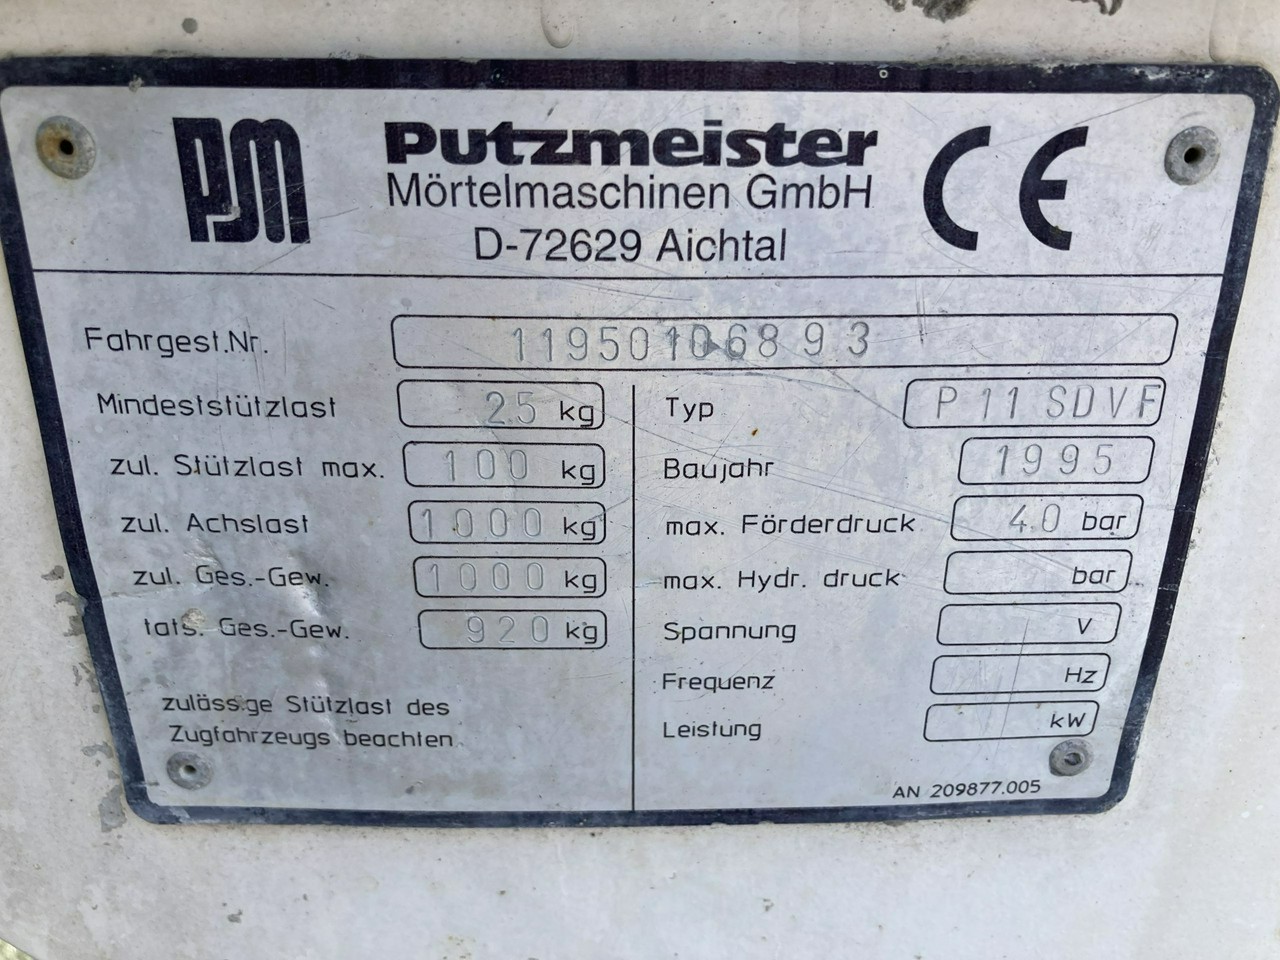 PM
Putzmeister
CE
Mörtelmaschinen GmbH
D-72629 Aichtal
Fahrgest.Nr. 11950106893
Mindeststützlast 25 kg
zul. Stützlast max. 100 kg
zul. Achslast 1000 kg
zul. Ges.-Gew. 1000 kg
tats. Ges.-Gew. 920 kg
zulässige Stützlast des
Zugfahrzeugs beachten
Typ P 11 SDVF
Baujahr 1995
max. Förderdruck 40 bar
max. Hydr. druck bar
Spannung V
Frequenz Hz
Leistung kW
AN 209877.005